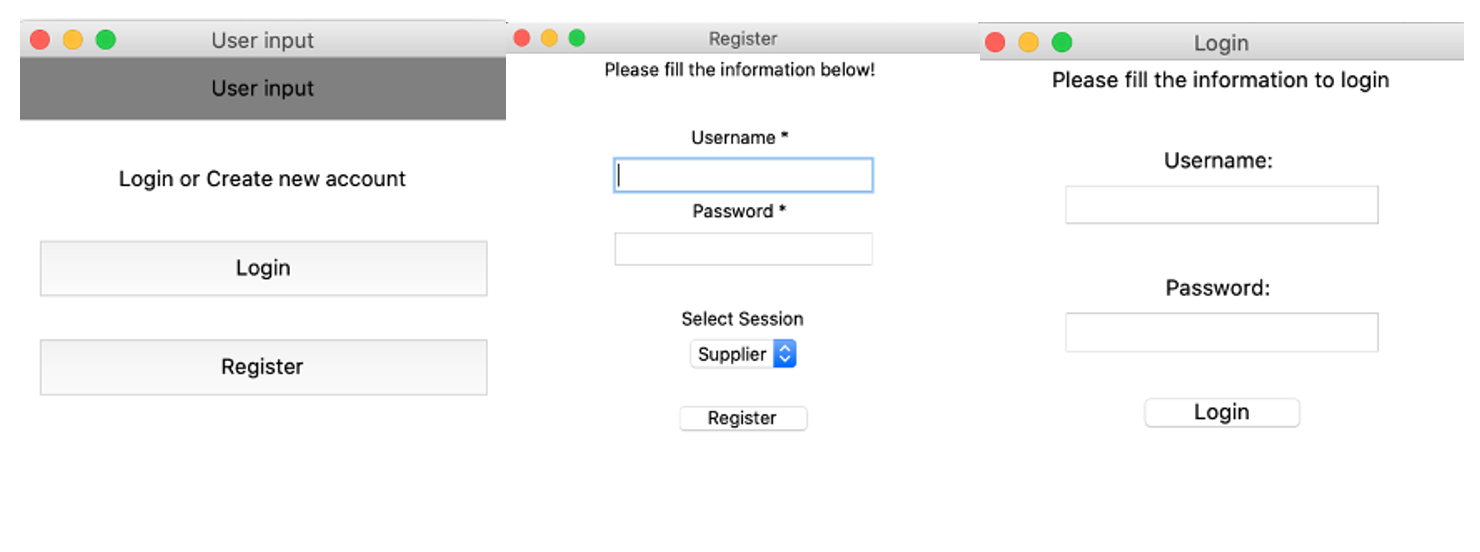 User input
User input
Login or Create new account
Login
Register
Register
Please fill the information below!
Username *
Password *
Select Session
Supplier
Register
Login
Please fill the information to login
Username:
Password:
Login